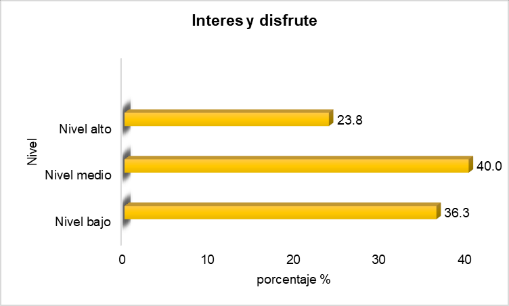 Interes y disfrute
Nivel
Nivel alto
23.8
Nivel medio
40.0
Nivel bajo
36.3
0 10 20 30 40
porcentaje %